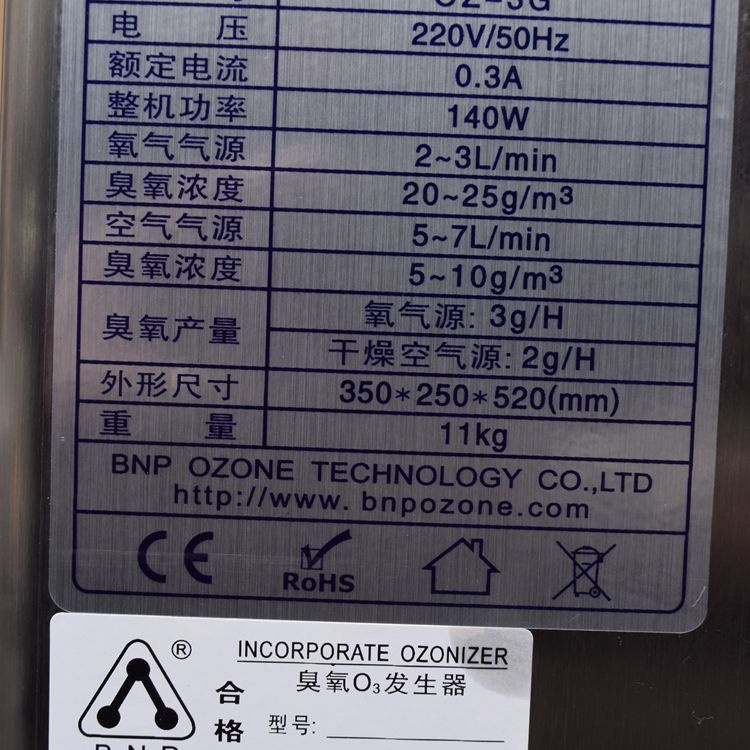 OZ-3G
电 压 220V/50Hz
额定电流 0.3A
整机功率 140W
氧气气源 2~3L/min
臭氧浓度 20~25g/m³
空气气源 5~7L/min
臭氧浓度 5~10g/m³
臭氧产量 氧气源: 3g/H
干燥空气源: 2g/H
外形尺寸 350*250*520(mm)
重 量 11kg
BNP OZONE TECHNOLOGY CO.,LTD
http://www. bnpozone.com
CE RoHS
® INCORPORATE OZONIZER
臭氧O₃发生器
合格
型号:
BNP